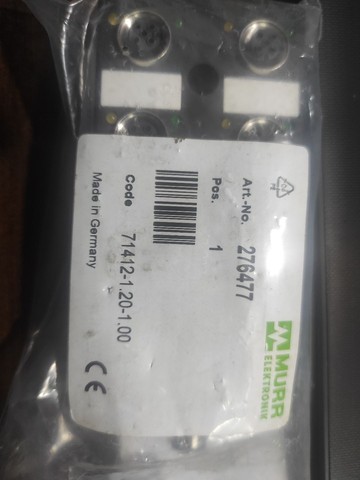 MURR
ELEKTRONIK
Art.-No. 276477
Pos. 1
Code 71412-1.20-1.00
Made in Germany
CE